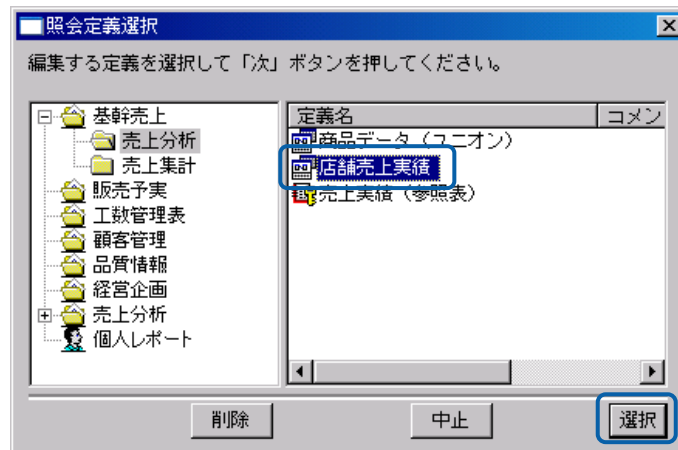 照会定義選択
編集する定義を選択して「次」ボタンを押してください。
基幹売上
売上分析
売上集計
販売予実
工数管理表
顧客管理
品質情報
経営企画
売上分析
個人レポート
定義名 コメン
商品データ（ユニオン）
店舗売上実績
売上実績（参照表）
削除 中止 選択